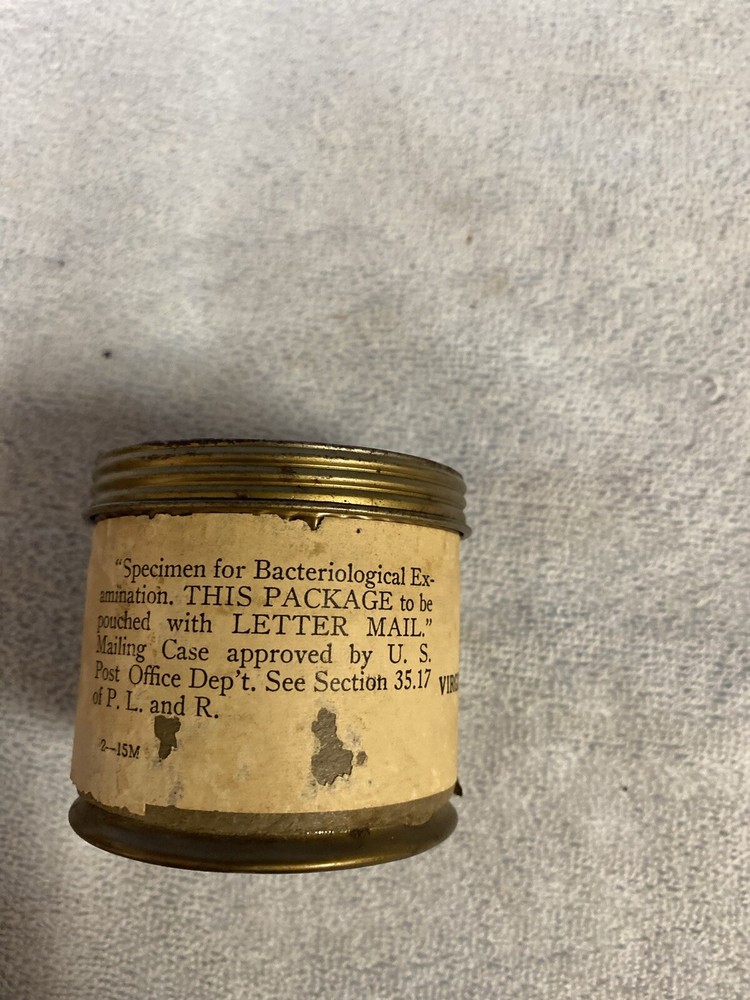 "Specimen for Bacteriological Ex-
amination. THIS PACKAGE to be
pouched with LETTER MAIL."
Mailing Case approved by U. S.
Post Office Dep't. See Section 35.17
of P. L. and R.
2—15M